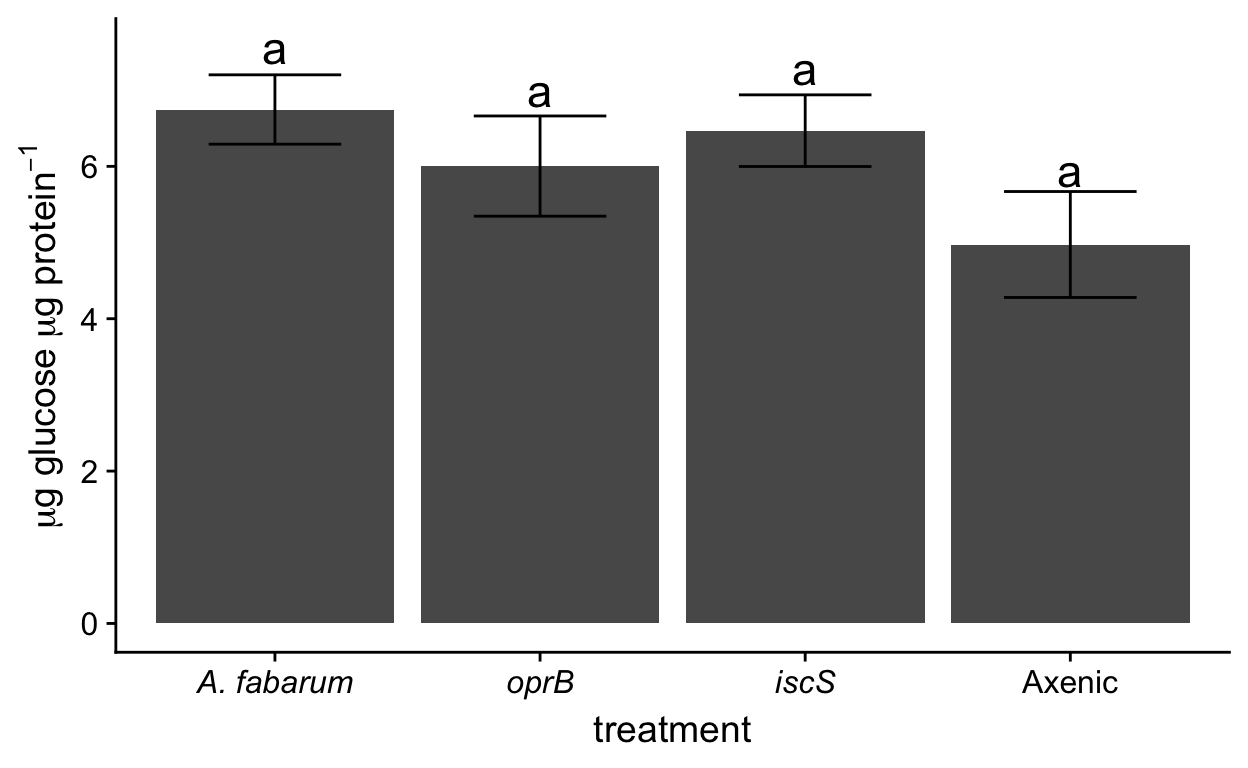 a
a
a
a
6
4
2
0
µg glucose µg protein⁻¹
A. fabarum
oprB
iscS
Axenic
treatment